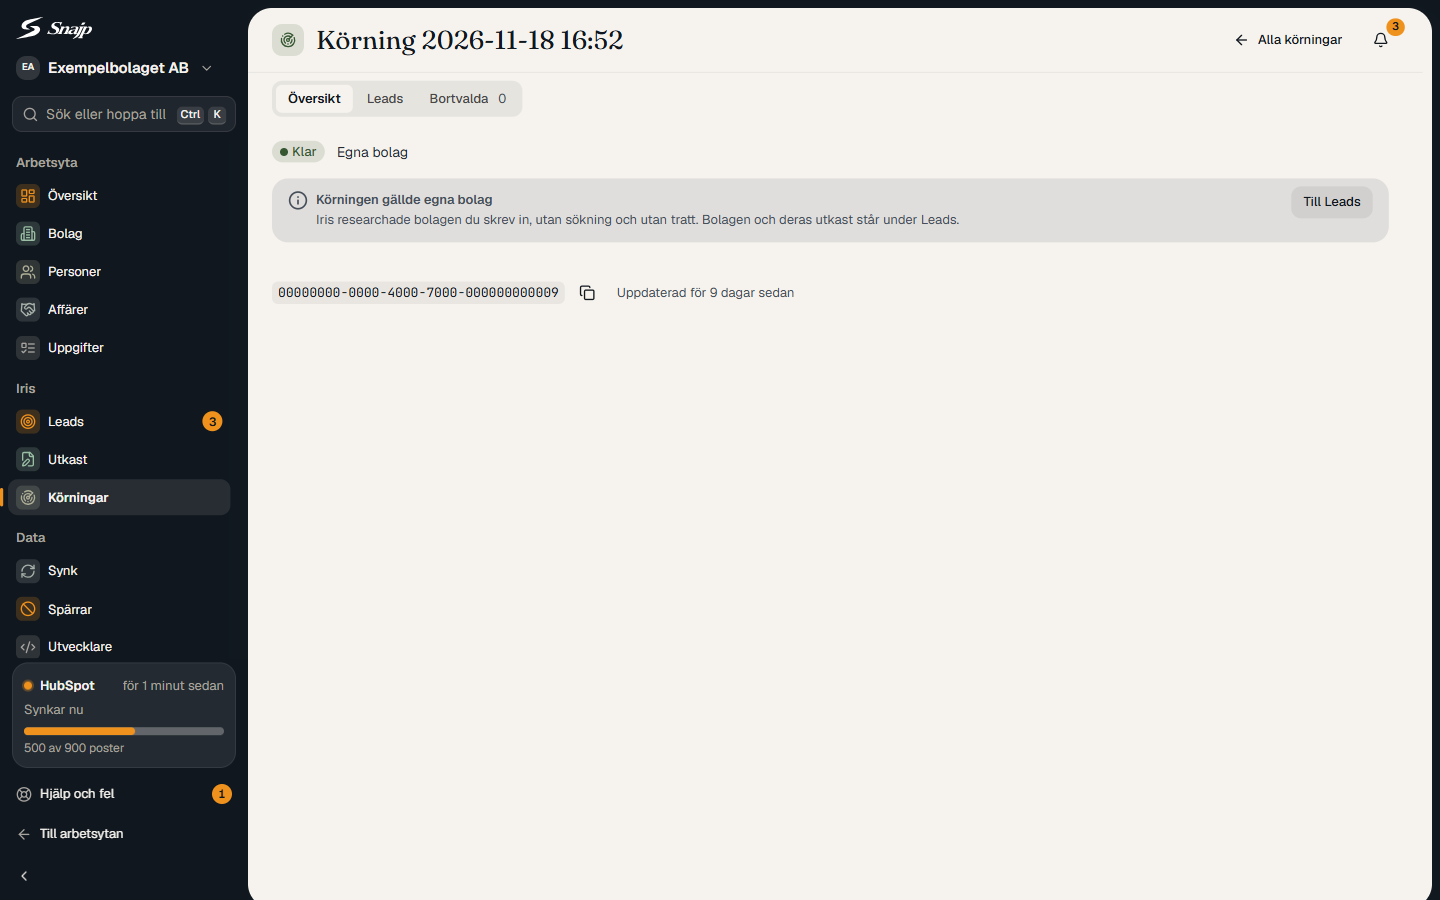 Snajp
EA Exempelbolaget AB
Sök eller hoppa till Ctrl K
Arbetsyta
Översikt
Bolag
Personer
Affärer
Uppgifter
Iris
Leads 3
Utkast
Körningar
Data
Synk
Spärrar
Utvecklare
HubSpot för 1 minut sedan
Synkar nu
500 av 900 poster
Hjälp och fel 1
Till arbetsytan
Körning 2026-11-18 16:52
Alla körningar
3
Översikt Leads Bortvalda 0
Klar Egna bolag
Körningen gällde egna bolag
Iris researchade bolagen du skrev in, utan sökning och utan tratt. Bolagen och deras utkast står under Leads.
Till Leads
00000000-0000-4000-7000-000000000009 Uppdaterad för 9 dagar sedan